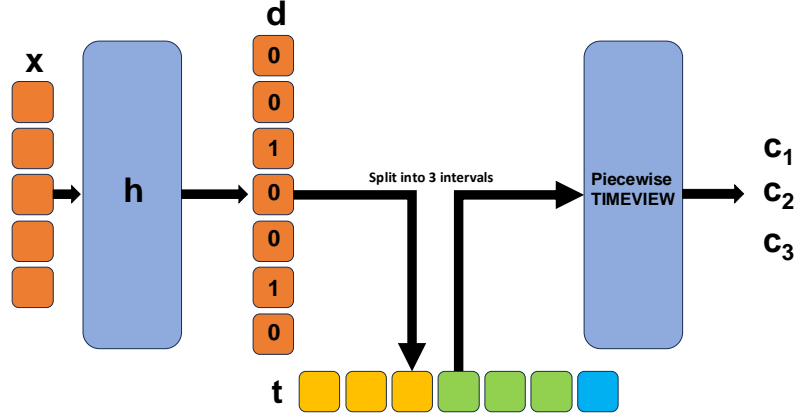 d
x
0
0
1
0
0
1
0
h
Split into 3 intervals
Piecewise
TIMEVIEW
c1
c2
c3
t